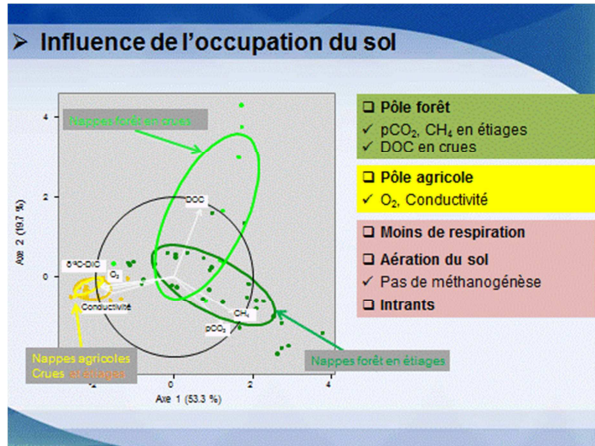 Influence de l'occupation du sol
Nappes forêt en crues
4
2
0
Axe 2 (19.7 %)
DOC
δ¹³C-DIC
O₂
Conductivité
CH₄
pCO₂
Nappes agricoles
Crues et étiages
Nappes forêt en étiages
-2
0
2
4
Axe 1 (53.3 %)
Pôle forêt
pCO₂, CH₄ en étiages
DOC en crues
Pôle agricole
O₂, Conductivité
Moins de respiration
Aération du sol
Pas de méthanogénèse
Intrants